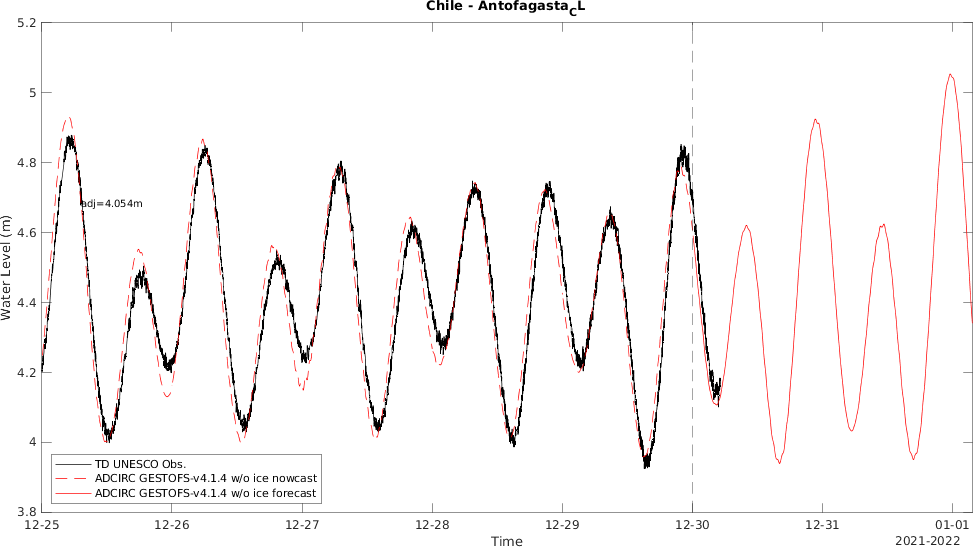 Chile - Antofagasta_CL
5.2
5
4.8
4.6
4.4
4.2
4
3.8
Water Level (m)
adj=4.054m
TD UNESCO Obs.
ADCIRC GESTOFS-v4.1.4 w/o ice nowcast
ADCIRC GESTOFS-v4.1.4 w/o ice forecast
12-25 12-26 12-27 12-28 12-29 12-30 12-31 01-01
Time
2021-2022